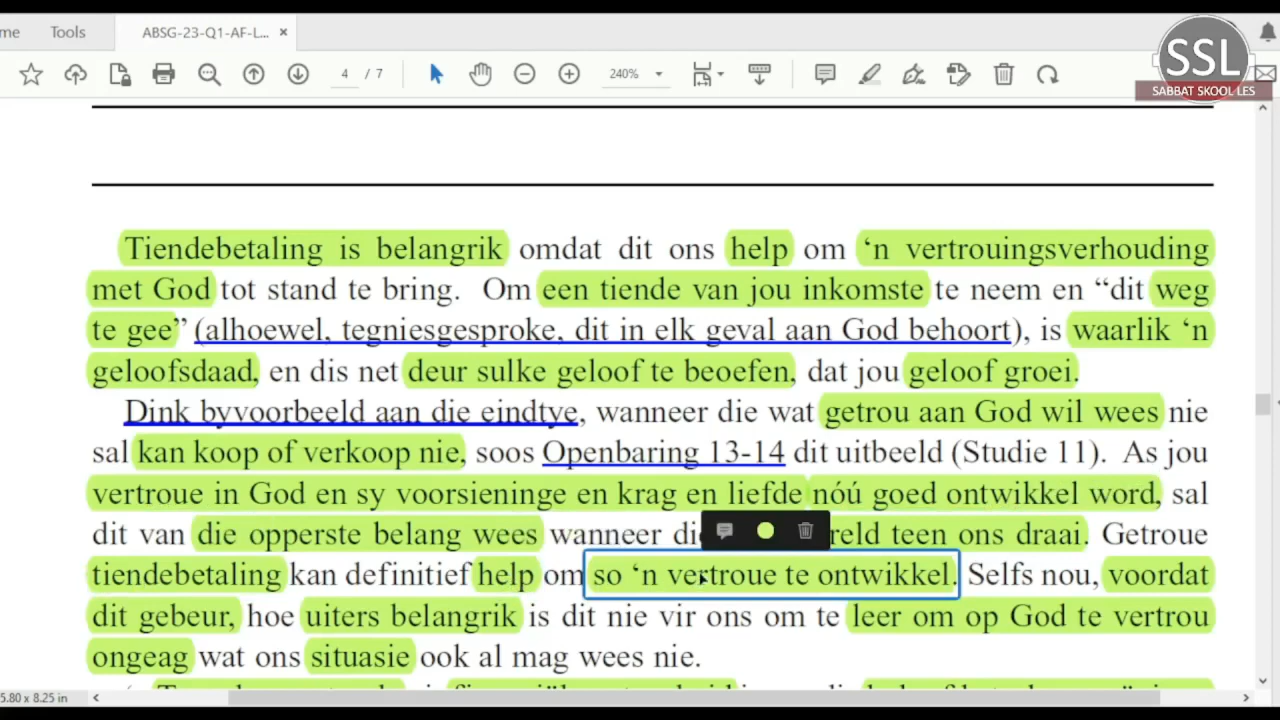 me Tools ABSG-23-Q1-AF-L... ×
SSL
SABBAT SKOOL LES
4 / 7 240%
Tiendebetaling is belangrik omdat dit ons help om ‘n vertrouingsverhouding
met God tot stand te bring. Om een tiende van jou inkomste te neem en “dit weg
te gee” (alhoewel, tegniesgesproke, dit in elk geval aan God behoort), is waarlik ‘n
geloofsdaad, en dis net deur sulke geloof te beoefen, dat jou geloof groei.
Dink byvoorbeeld aan die eindtye, wanneer die wat getrou aan God wil wees nie
sal kan koop of verkoop nie, soos Openbaring 13-14 dit uitbeeld (Studie 11). As jou
vertroue in God en sy voorsieninge en krag en liefde nóú goed ontwikkel word, sal
dit van die opperste belang wees wanneer reld teen ons draai. Getroue
tiendebetaling kan definitief help om so ‘n vertroue te ontwikkel. Selfs nou, voordat
dit gebeur, hoe uiters belangrik is dit nie vir ons om te leer om op God te vertrou
ongeag wat ons situasie ook al mag wees nie.
5.80 x 8.25 in